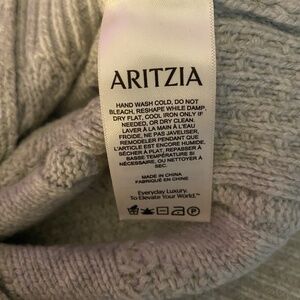 ARITZIA
HAND WASH COLD, DO NOT
BLEACH, RESHAPE WHILE DAMP,
DRY FLAT, COOL IRON ONLY IF
NEEDED, OR DRY CLEAN.
LAVER À LA MAIN À L'EAU
FROIDE, NE PAS JAVELISER,
REMODELER PENDANT QUE
L'ARTICLE EST ENCORE HUMIDE,
SÉCHER À PLAT, REPASSER À
BASSE TEMPÉRATURE SI
NÉCESSAIRE, OU NETTOYER À
SEC.
MADE IN CHINA
FABRIQUÉ EN CHINE
Everyday Luxury.
To Elevate Your World.™